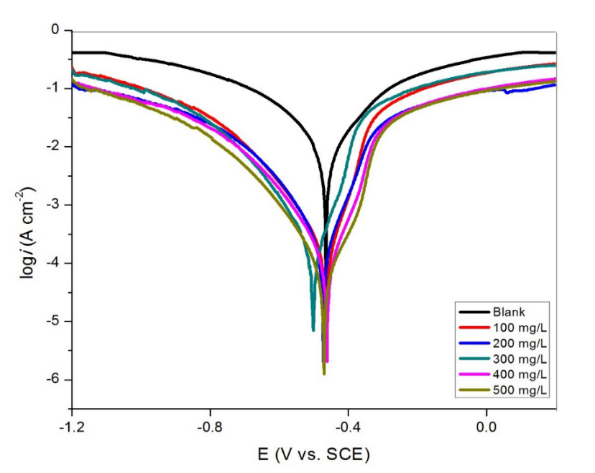 0
-1
-2
-3
-4
-5
-6
logi (A cm⁻²)
-1.2 -0.8 -0.4 0.0
E (V vs. SCE)
Blank
100 mg/L
200 mg/L
300 mg/L
400 mg/L
500 mg/L